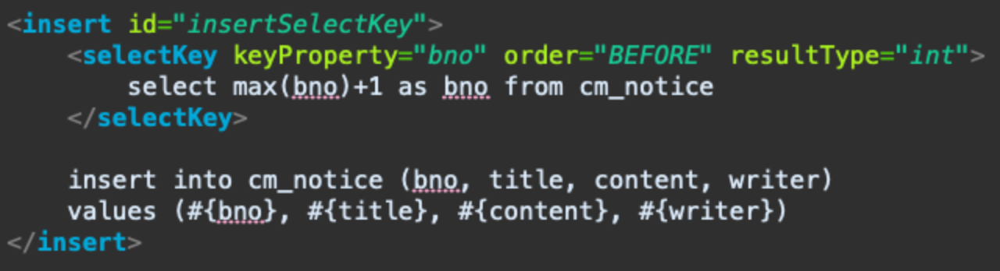 <insert id="insertSelectKey">
<selectKey keyProperty="bno" order="BEFORE" resultType="int">
select max(bno)+1 as bno from cm_notice
</selectKey>
insert into cm_notice (bno, title, content, writer)
values (#{bno}, #{title}, #{content}, #{writer})
</insert>